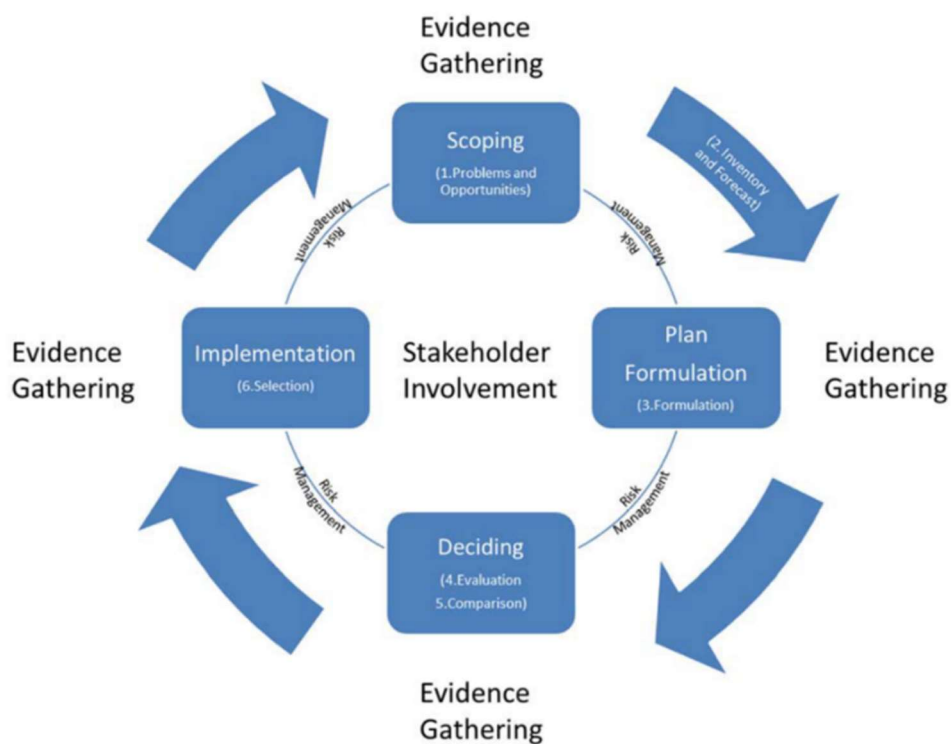 Evidence
Gathering
Scoping
(1.Problems and
Opportunities)
(2. Inventory
and Forecast)
Risk
Management
Risk
Management
Evidence
Gathering
Implementation
(6.Selection)
Stakeholder
Involvement
Plan
Formulation
(3.Formulation)
Evidence
Gathering
Risk
Management
Risk
Management
Deciding
(4.Evaluation
5.Comparison)
Evidence
Gathering